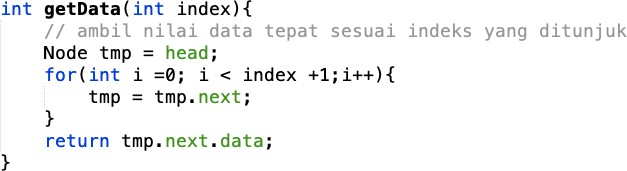 int getData(int index){
// ambil nilai data tepat sesuai indeks yang ditunjuk
Node tmp = head;
for(int i =0; i < index +1;i++){
tmp = tmp.next;
}
return tmp.next.data;
}